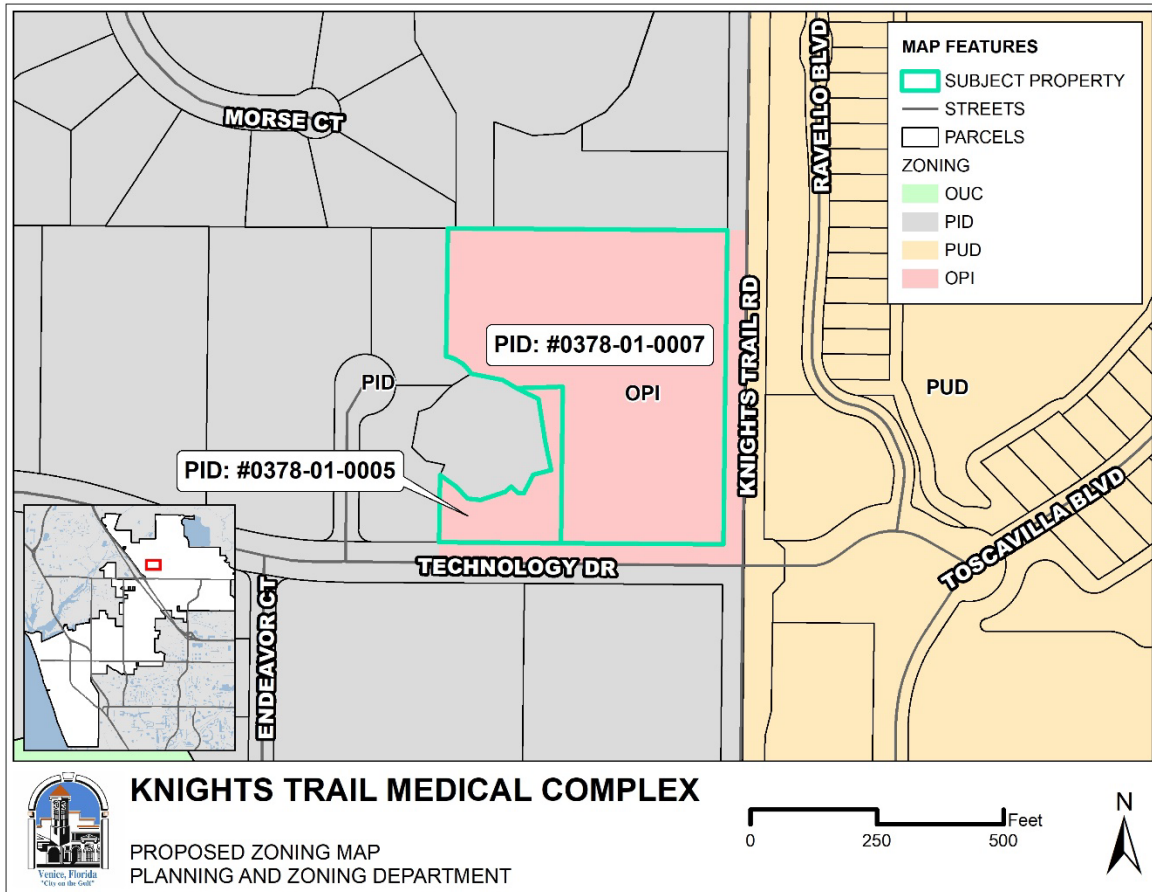 MORSE CT
RAVELLO BLVD
MAP FEATURES
SUBJECT PROPERTY
STREETS
PARCELS
ZONING
OUC
PID
PUD
OPI
KNIGHTS TRAIL RD
PID: #0378-01-0007
PID
OPI
PUD
PID: #0378-01-0005
TOSCAVILLA BLVD
TECHNOLOGY DR
ENDEAVOR CT
KNIGHTS TRAIL MEDICAL COMPLEX
PROPOSED ZONING MAP
PLANNING AND ZONING DEPARTMENT
Venice, Florida
"City on the Gulf"
Feet
0 250 500
N